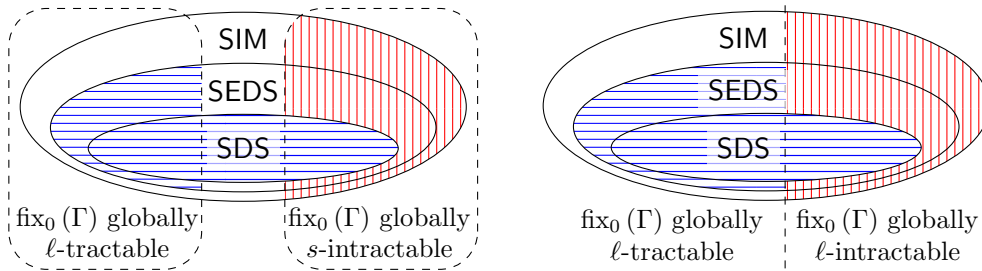 SIM
SEDS
SDS
fix₀ (Γ) globally
ℓ-tractable
fix₀ (Γ) globally
s-intractable
SIM
SEDS
SDS
fix₀ (Γ) globally
ℓ-tractable
fix₀ (Γ) globally
ℓ-intractable